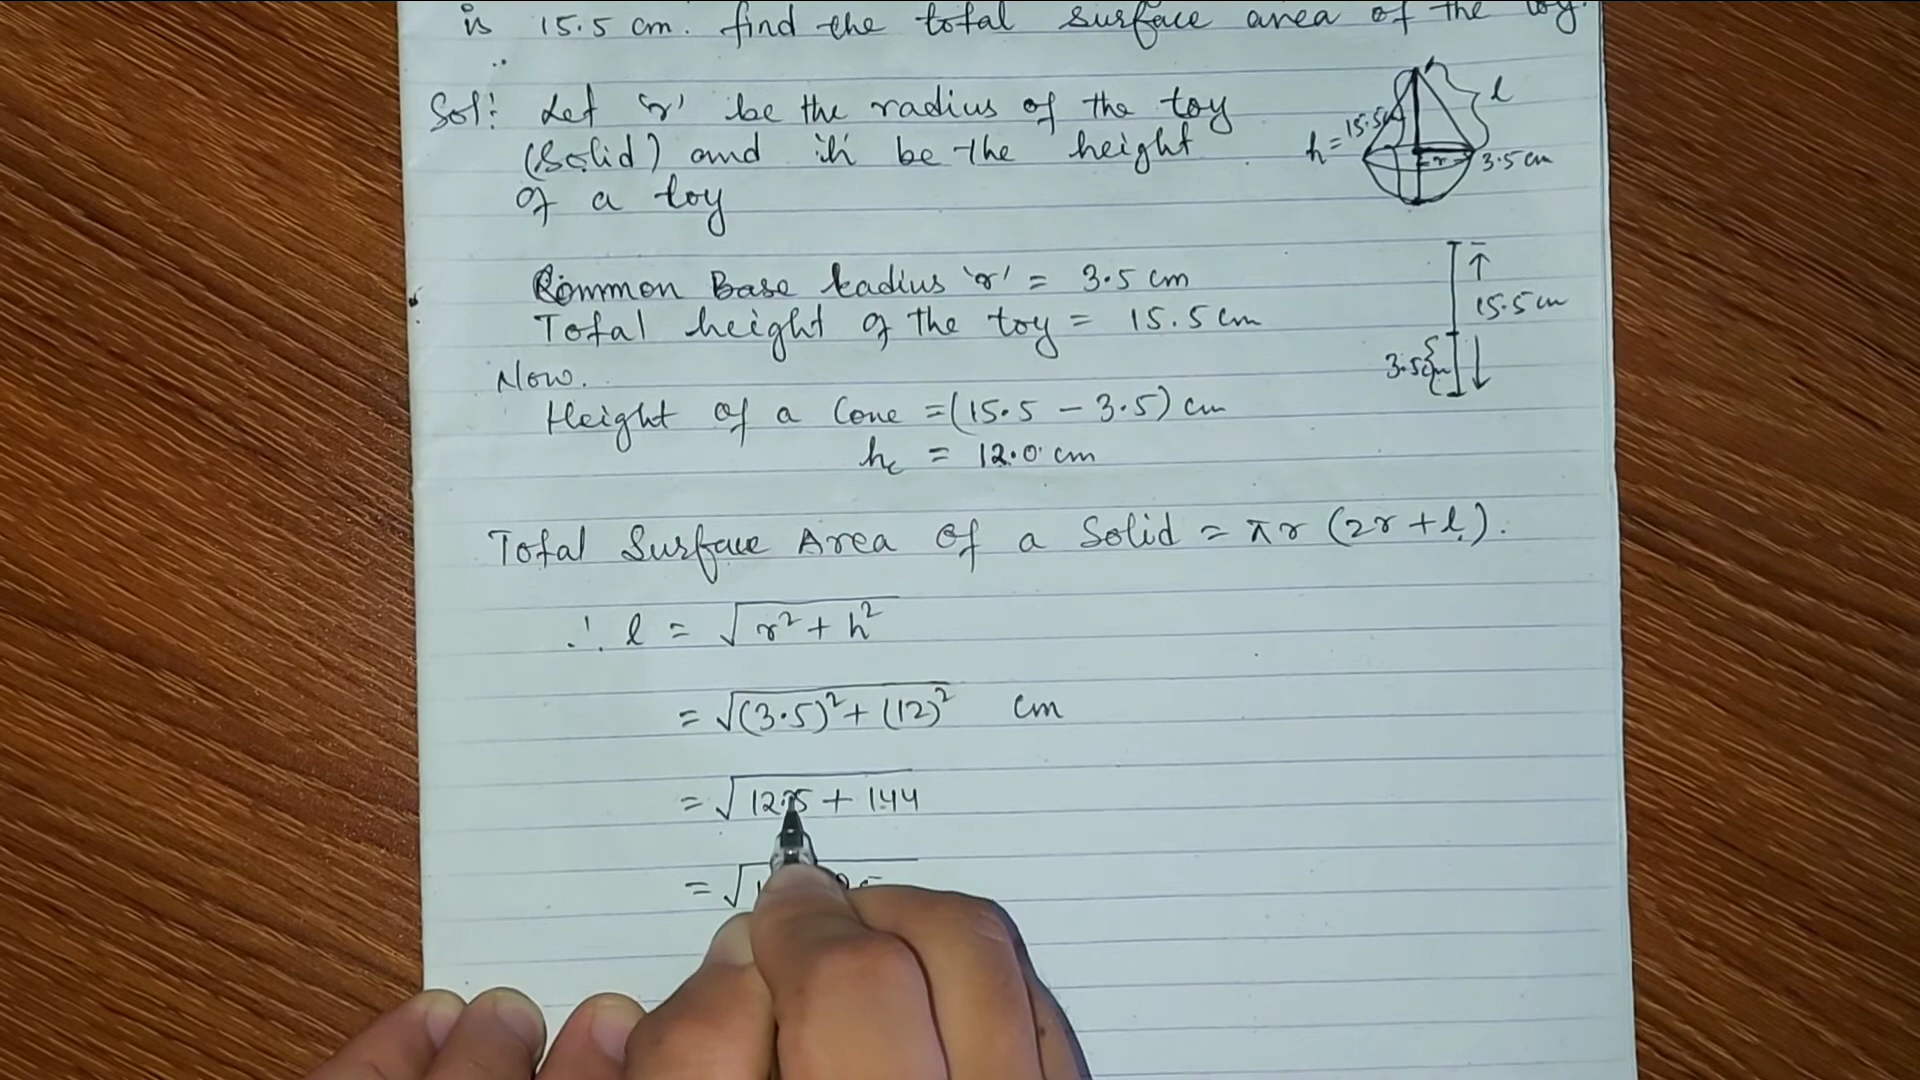 is 15.5 cm. find the total surface area of the toy.
Sol: Let 'r' be the radius of the toy
(Solid) and 'h' be the height
of a toy
l
h = 15.5
r
3.5 cm
Common Base radius 'r' = 3.5 cm
Total height of the toy = 15.5 cm
15.5 cm
3.5cm
Now.
Height of a Cone = (15.5 - 3.5) cm
hc = 12.0 cm
Total Surface Area Of a Solid = πr (2r + l).
∴ l = √r² + h²
= √(3.5)² + (12)² cm
= √ + 144
= √